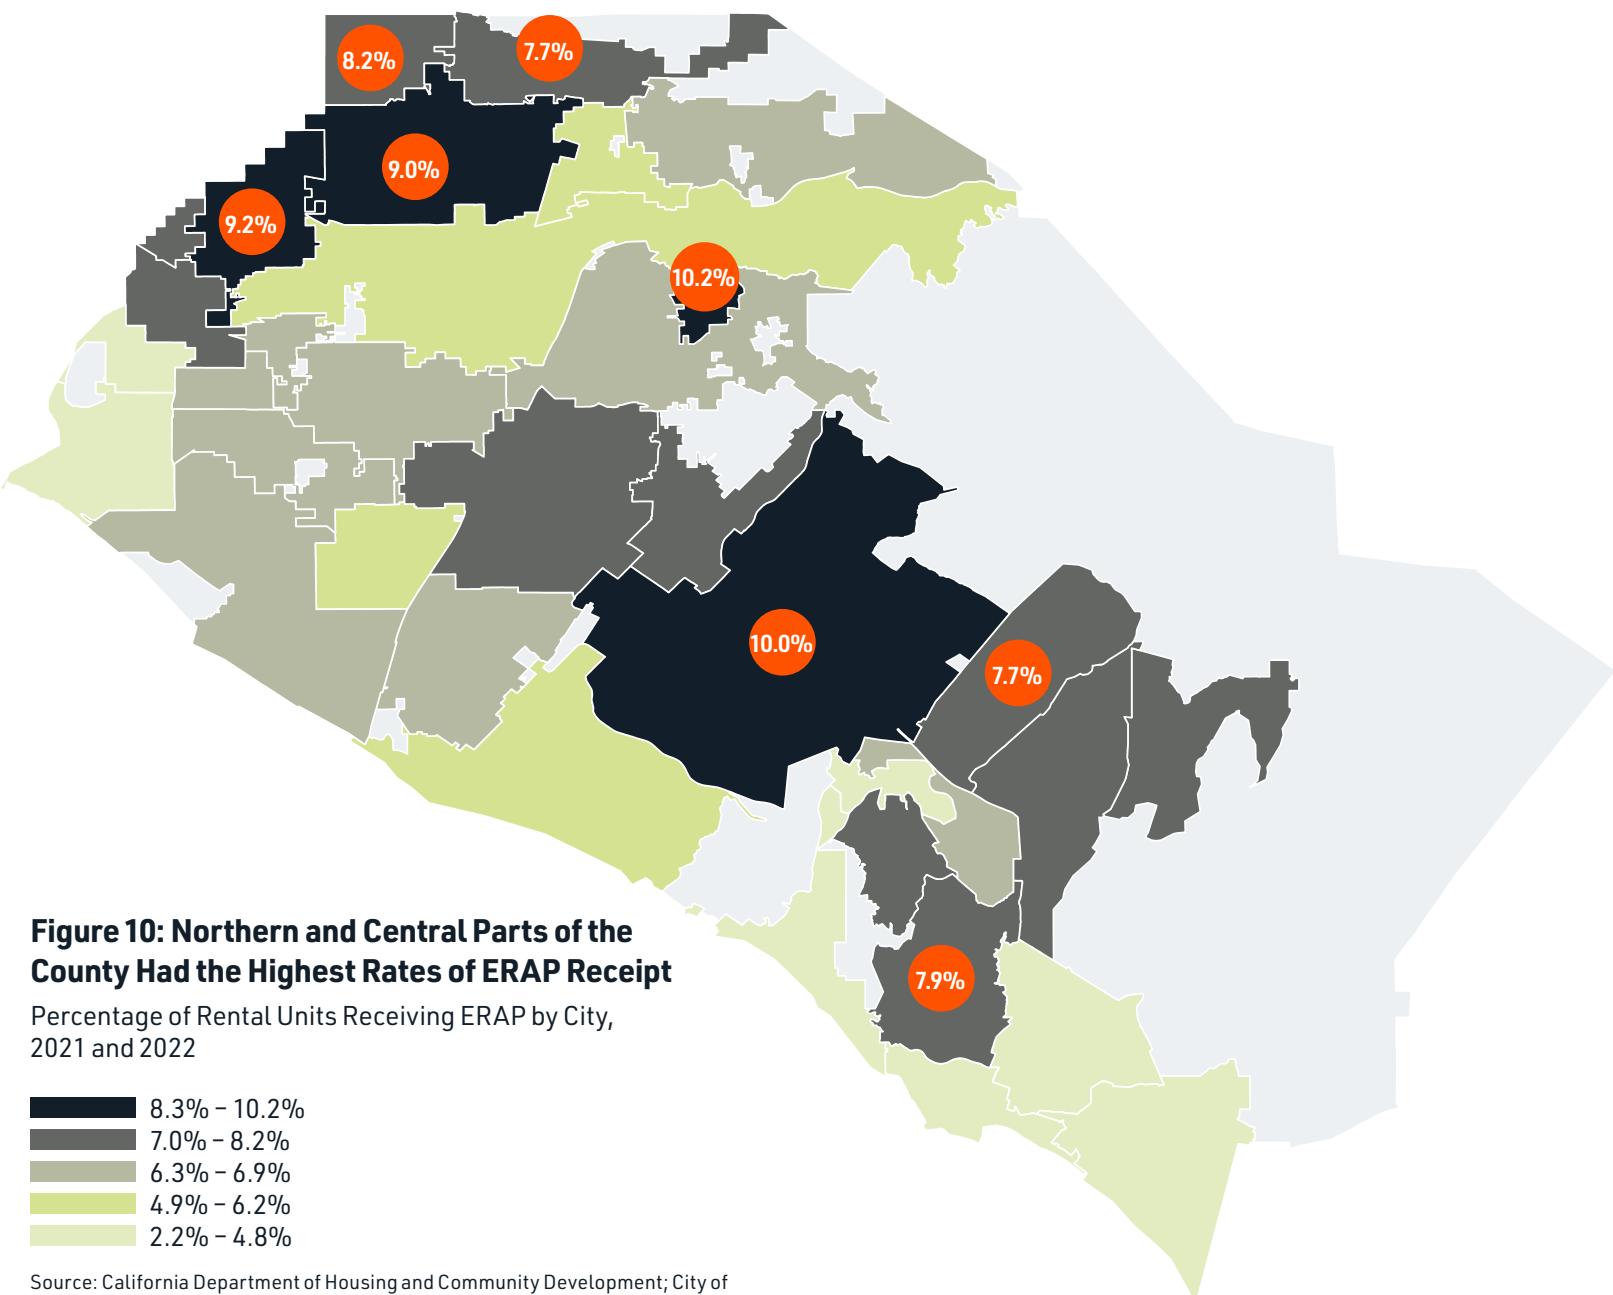 8.2%
7.7%
9.0%
9.2%
10.2%
10.0%
7.7%
7.9%
Figure 10: Northern and Central Parts of the
County Had the Highest Rates of ERAP Receipt
Percentage of Rental Units Receiving ERAP by City,
2021 and 2022
8.3% – 10.2%
7.0% – 8.2%
6.3% – 6.9%
4.9% – 6.2%
2.2% – 4.8%
Source: California Department of Housing and Community Development; City of